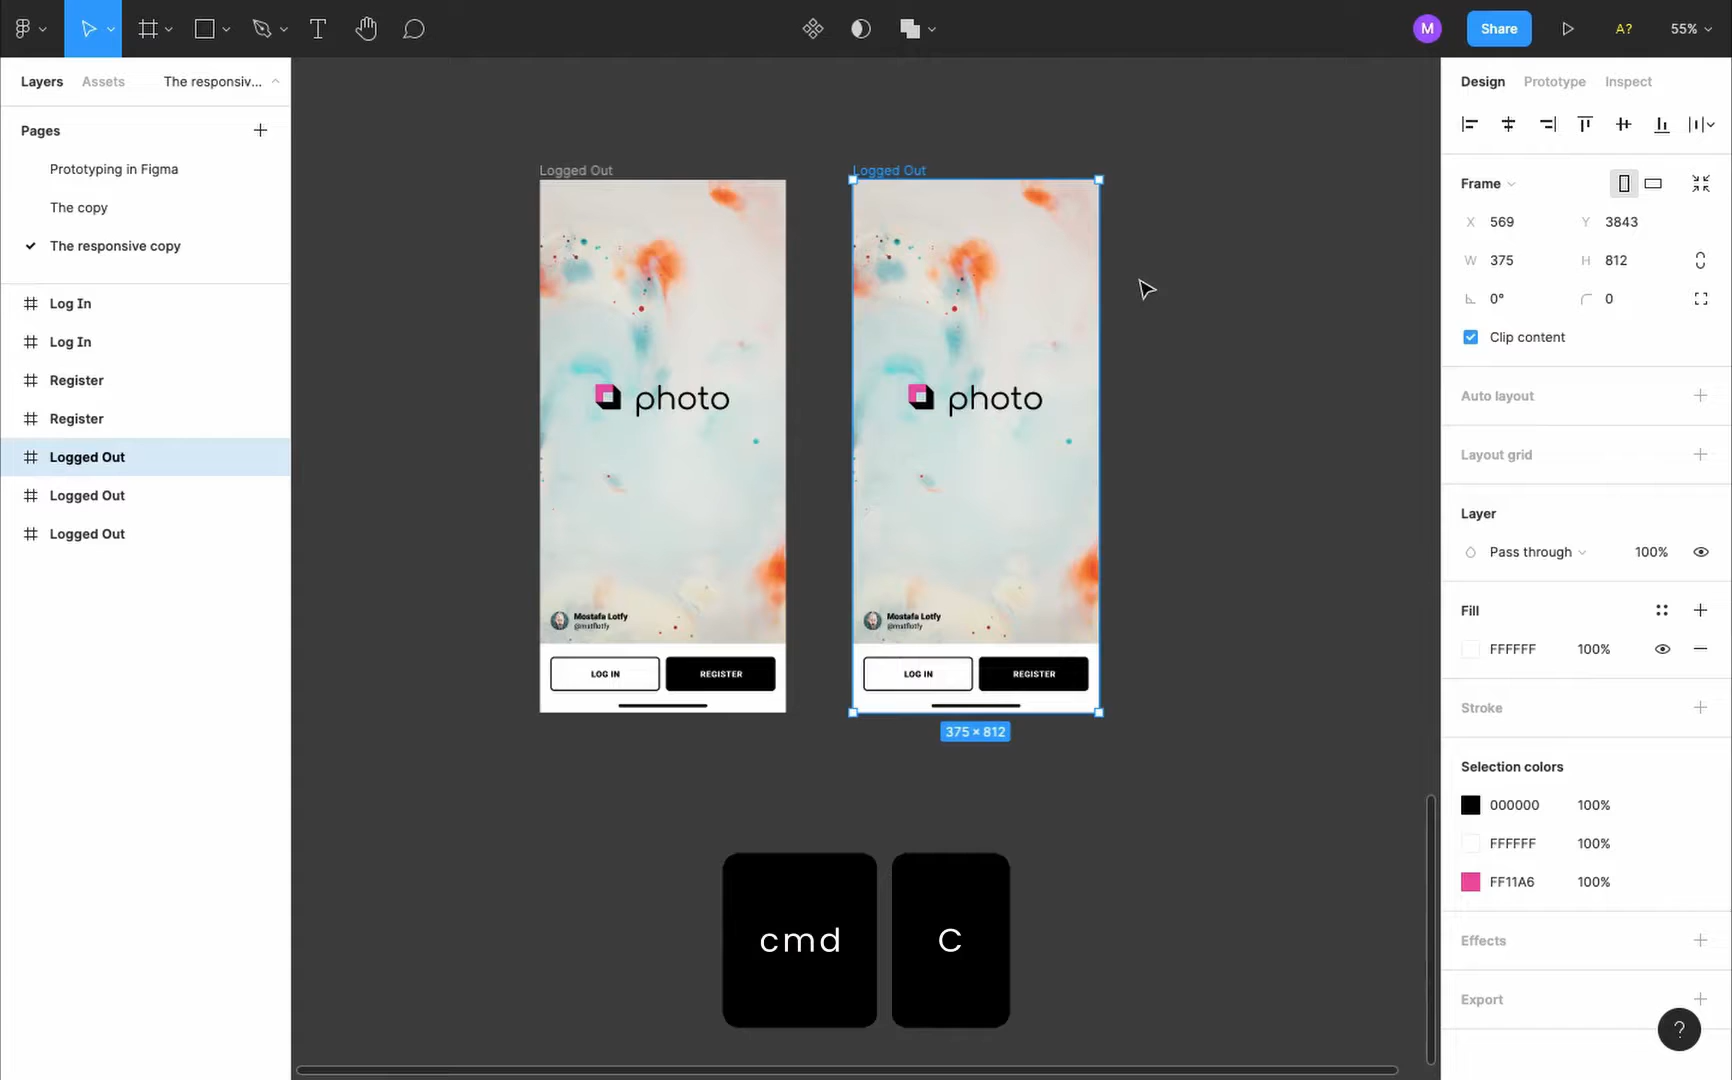 M
Share
A?
55%
Layers
Assets
The responsiv...
Pages
Prototyping in Figma
The copy
The responsive copy
Log In
Log In
Register
Register
Logged Out
Logged Out
Logged Out
Logged Out
photo
Mostafa Lotfy
LOG IN
REGISTER
Logged Out
photo
Mostafa Lotfy
LOG IN
REGISTER
375 × 812
cmd
C
Design
Prototype
Inspect
Frame
X 569
Y 3843
W 375
H 812
0°
0
Clip content
Auto layout
Layout grid
Layer
Pass through
100%
Fill
FFFFFF
100%
Stroke
Selection colors
000000
100%
FFFFFF
100%
FF11A6
100%
Effects
Export
?